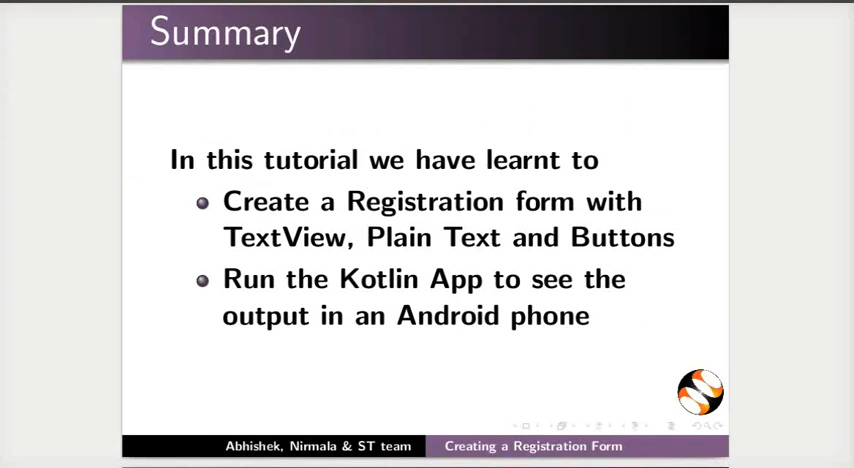 Summary
In this tutorial we have learnt to
Create a Registration form with
TextView, Plain Text and Buttons
Run the Kotlin App to see the
output in an Android phone
Abhishek, Nirmala & ST team
Creating a Registration Form